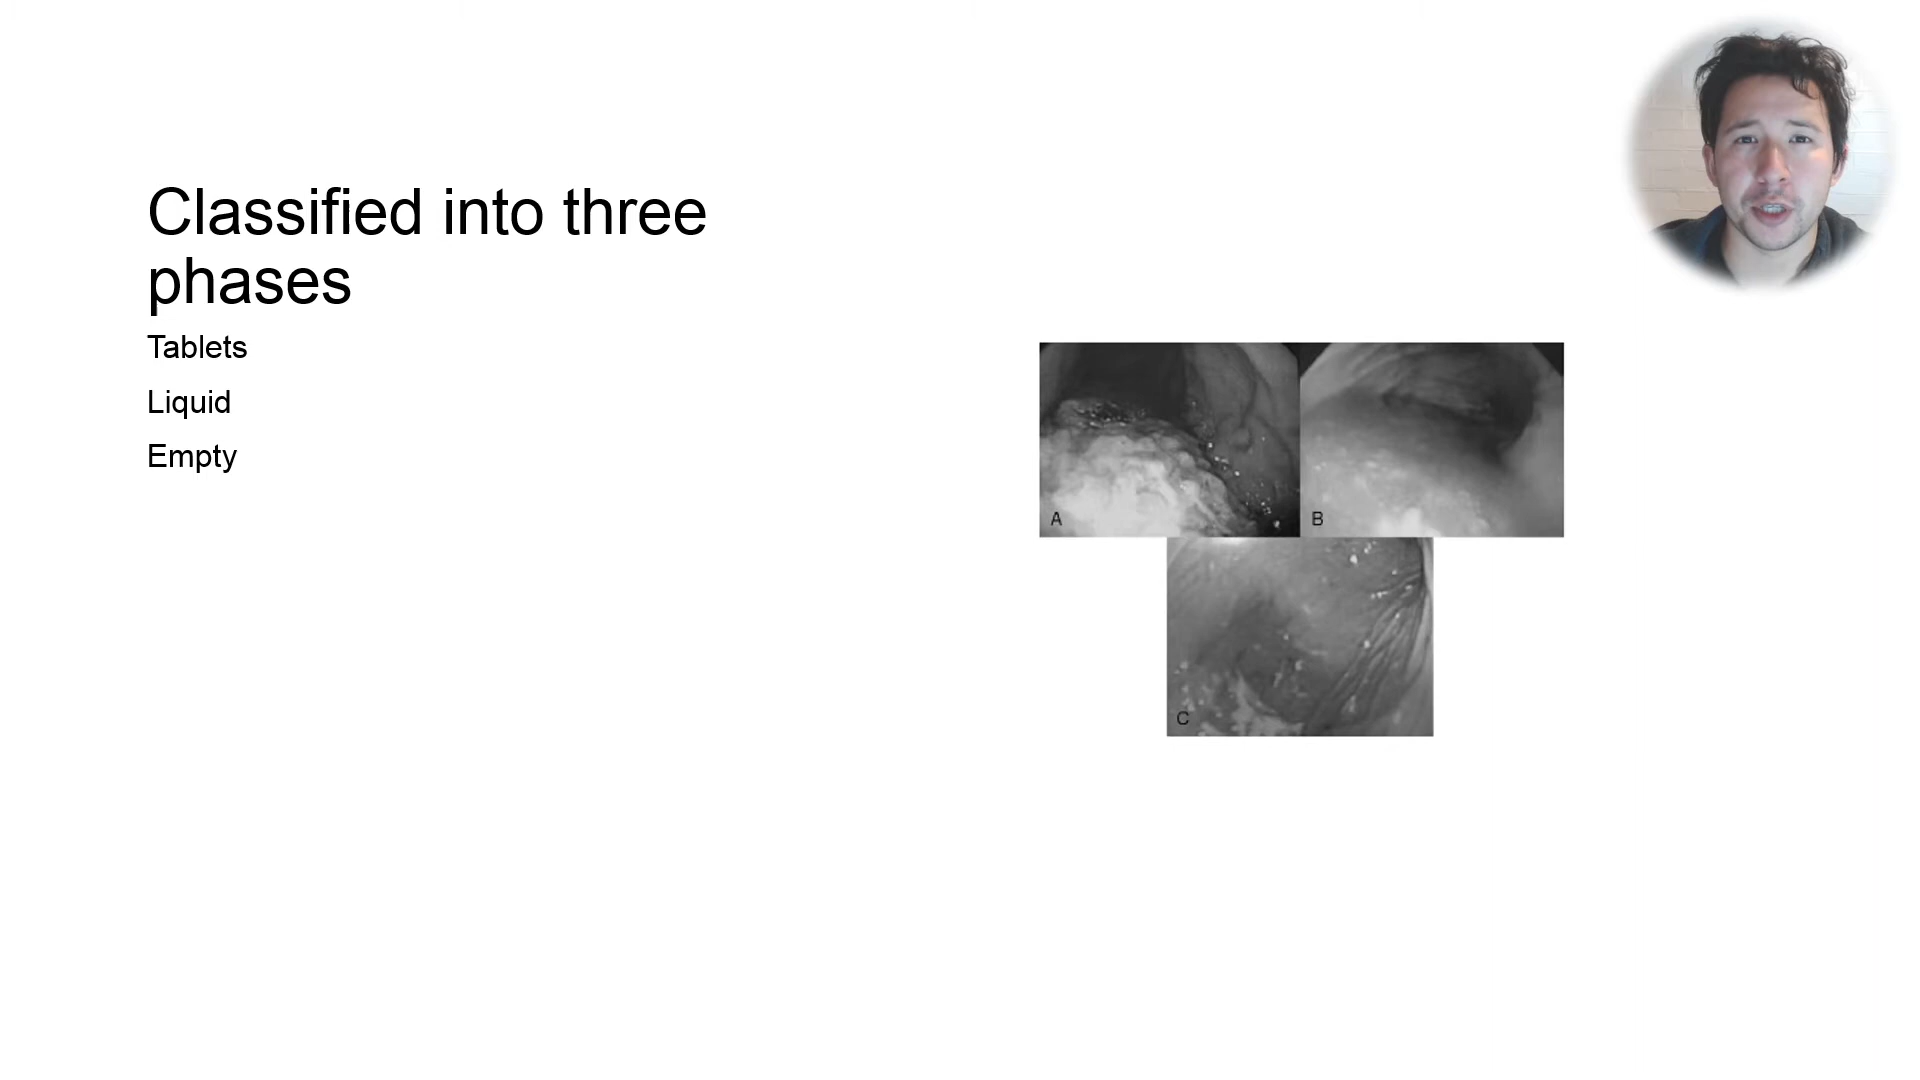 Classified into three
phases
Tablets
Liquid
Empty
A
B
C